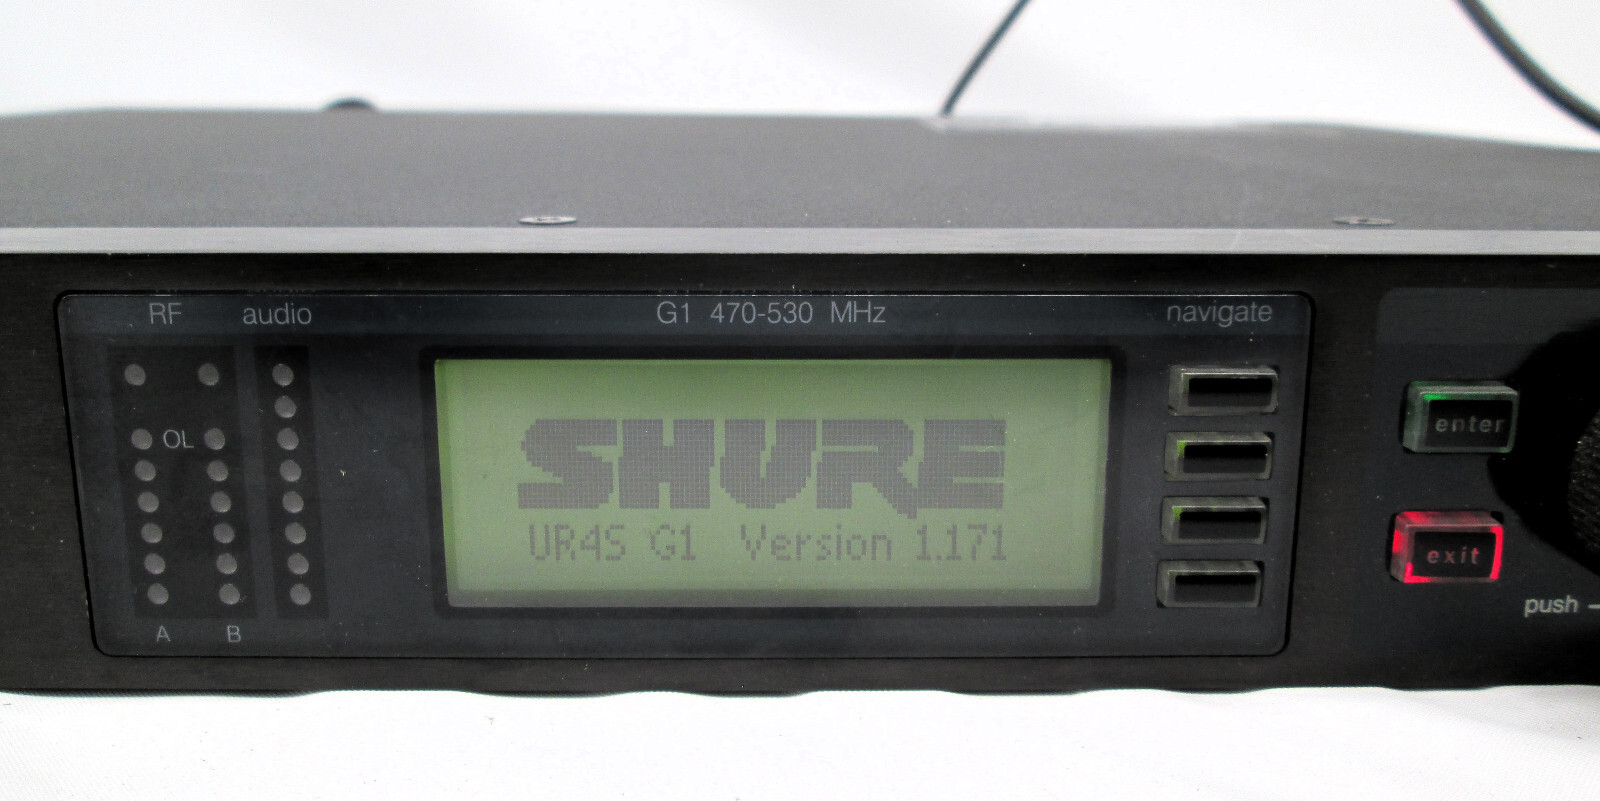 RF audio G1 470-530 MHz navigate
OL
SHURE
UR4S G1 Version 1.171
enter
exit
push
A B